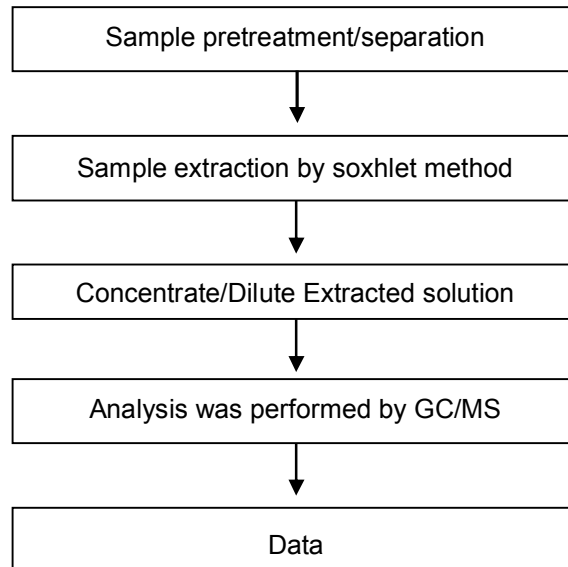 Sample pretreatment/separation
Sample extraction by soxhlet method
Concentrate/Dilute Extracted solution
Analysis was performed by GC/MS
Data